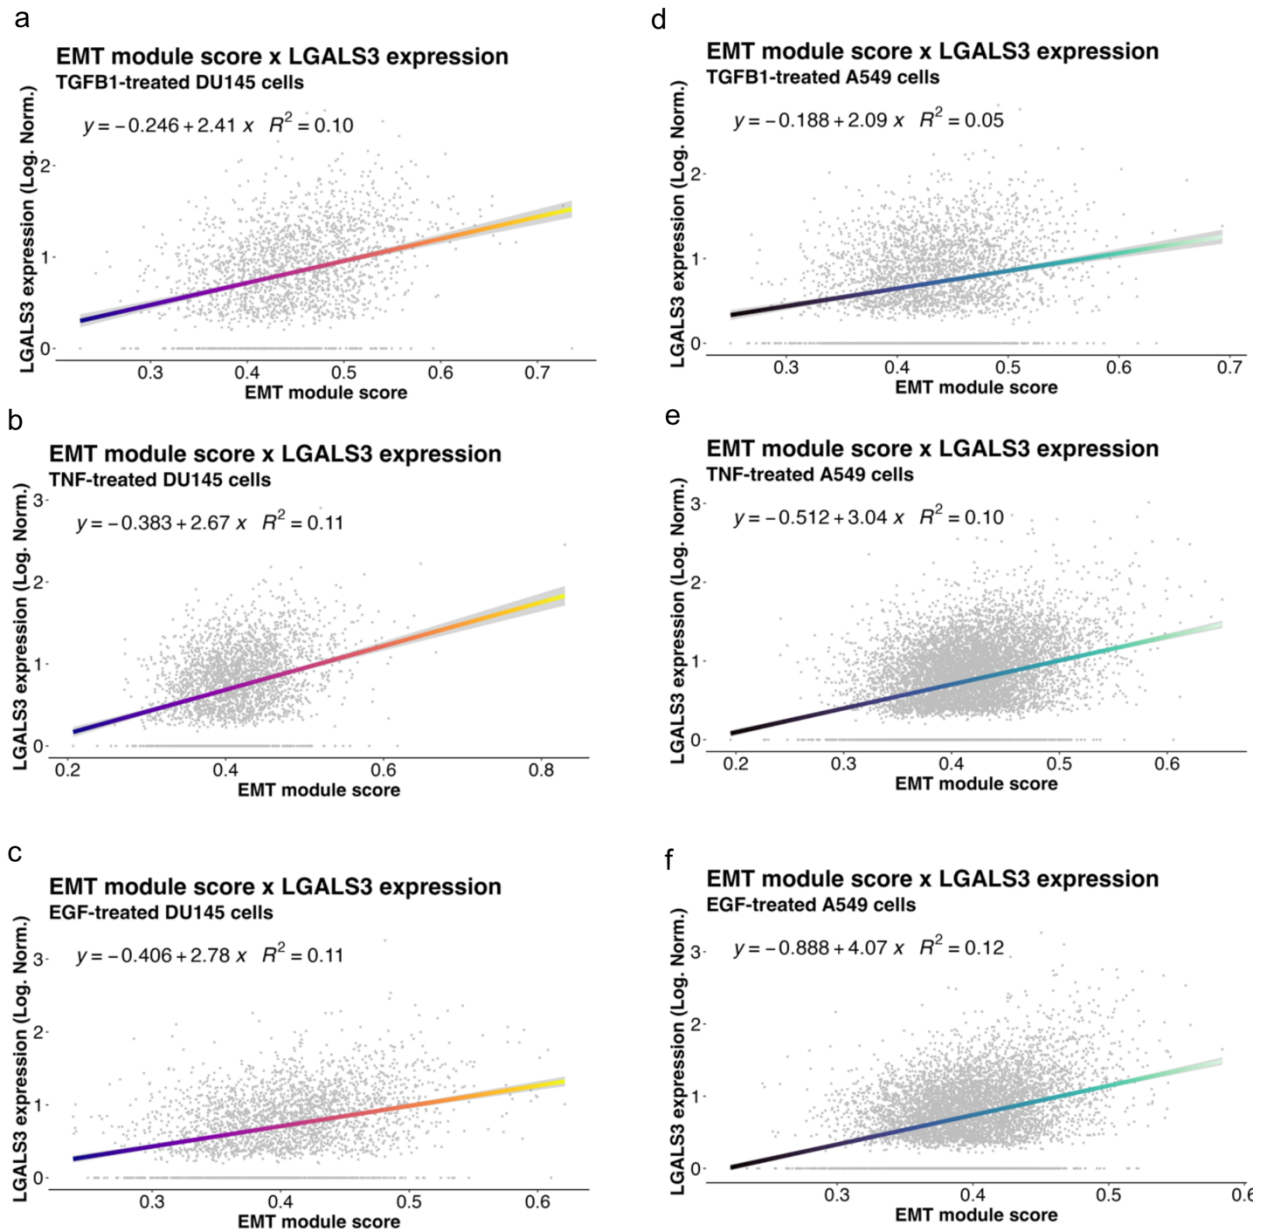 a
EMT module score x LGALS3 expression
TGFB1-treated DU145 cells
y = −0.246 + 2.41 x R² = 0.10
LGALS3 expression (Log. Norm.)
2
1
0
0.3 0.4 0.5 0.6 0.7
EMT module score
b
EMT module score x LGALS3 expression
TNF-treated DU145 cells
y = −0.383 + 2.67 x R² = 0.11
LGALS3 expression (Log. Norm.)
3
2
1
0
0.2 0.4 0.6 0.8
EMT module score
c
EMT module score x LGALS3 expression
EGF-treated DU145 cells
y = −0.406 + 2.78 x R² = 0.11
LGALS3 expression (Log. Norm.)
3
2
1
0
0.3 0.4 0.5 0.6
EMT module score
d
EMT module score x LGALS3 expression
TGFB1-treated A549 cells
y = −0.188 + 2.09 x R² = 0.05
LGALS3 expression (Log. Norm.)
2
1
0
0.3 0.4 0.5 0.6 0.7
EMT module score
e
EMT module score x LGALS3 expression
TNF-treated A549 cells
y = −0.512 + 3.04 x R² = 0.10
LGALS3 expression (Log. Norm.)
3
2
1
0
0.2 0.3 0.4 0.5 0.6
EMT module score
f
EMT module score x LGALS3 expression
EGF-treated A549 cells
y = −0.888 + 4.07 x R² = 0.12
LGALS3 expression (Log. Norm.)
3
2
1
0
0.3 0.4 0.5 0.6
EMT module score